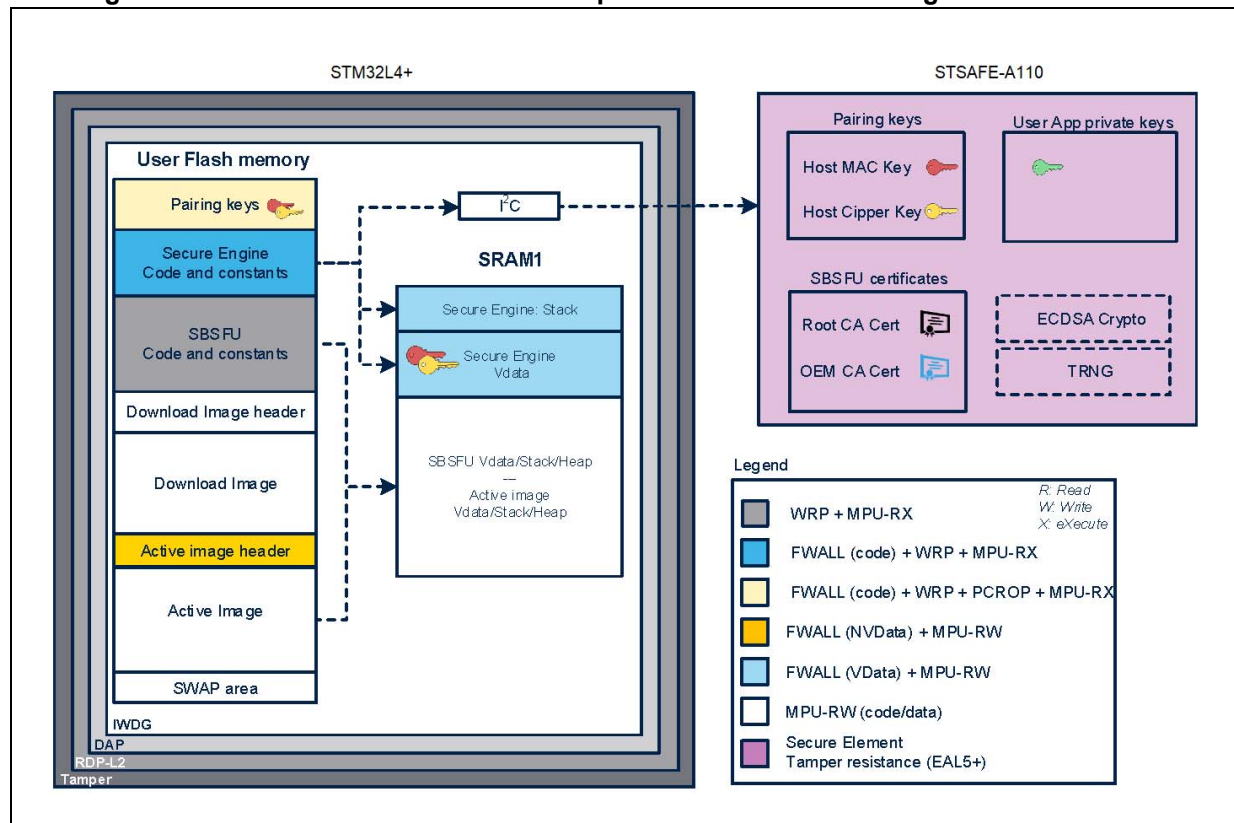 STM32L4+
STSAFE-A110
User Flash memory
Pairing keys
Secure Engine
Code and constants
SBSFU
Code and constants
Download Image header
Download Image
Active image header
Active Image
SWAP area
IWDG
DAP
RDP-L2
Tamper
I²C
SRAM1
Secure Engine: Stack
Secure Engine
Vdata
SBSFU Vdata/Stack/Heap
---
Active image
Vdata/Stack/Heap
Pairing keys
Host MAC Key
Host Cipper Key
User App private keys
SBSFU certificates
Root CA Cert
OEM CA Cert
ECDSA Crypto
TRNG
Legend
R: Read
W: Write
X: eXecute
WRP + MPU-RX
FWALL (code) + WRP + MPU-RX
FWALL (code) + WRP + PCROP + MPU-RX
FWALL (NVData) + MPU-RW
FWALL (VData) + MPU-RW
MPU-RW (code/data)
Secure Element
Tamper resistance (EAL5+)